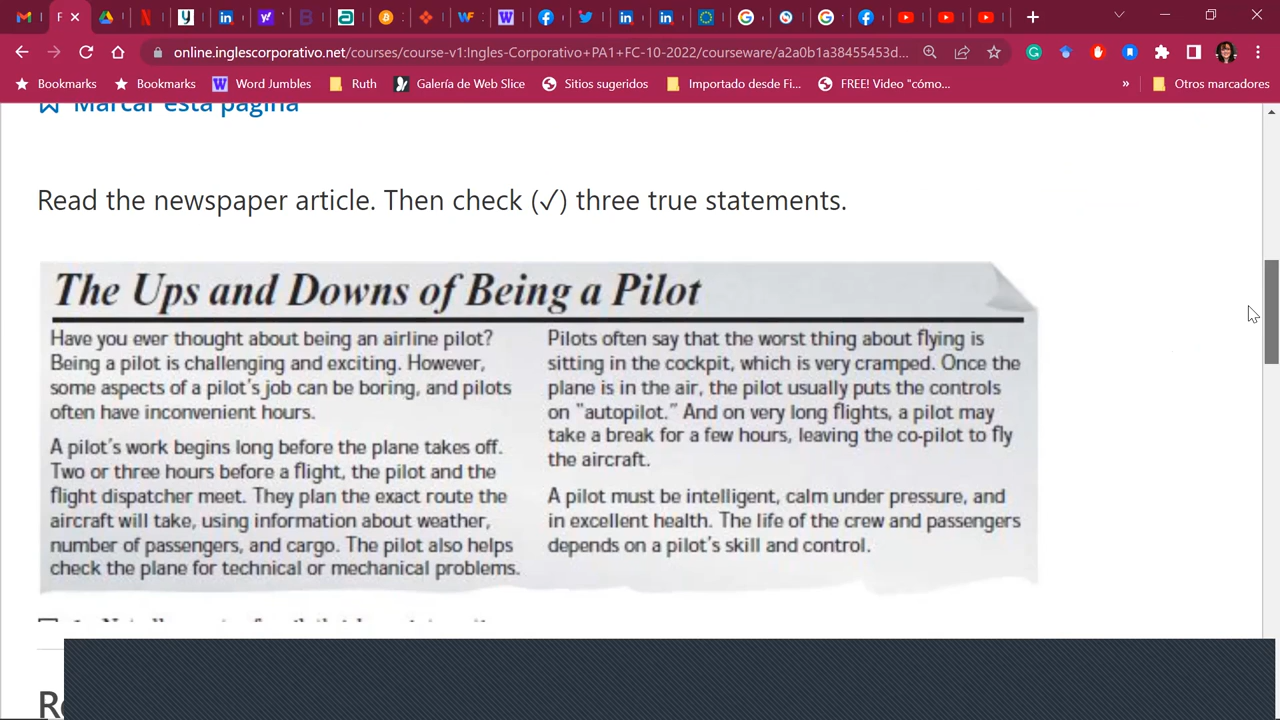 F
online.inglescorporativo.net/courses/course-v1:Ingles-Corporativo+PA1+FC-10-2022/courseware/a2a0b1a38455453d...
Bookmarks
Bookmarks
Word Jumbles
Ruth
Galería de Web Slice
Sitios sugeridos
Importado desde Fi...
FREE! Video "cómo...
»
Otros marcadores
Marcar esta página
Read the newspaper article. Then check (✓) three true statements.
The Ups and Downs of Being a Pilot
Have you ever thought about being an airline pilot?
Being a pilot is challenging and exciting. However,
some aspects of a pilot's job can be boring, and pilots
often have inconvenient hours.
A pilot's work begins long before the plane takes off.
Two or three hours before a flight, the pilot and the
flight dispatcher meet. They plan the exact route the
aircraft will take, using information about weather,
number of passengers, and cargo. The pilot also helps
check the plane for technical or mechanical problems.
Pilots often say that the worst thing about flying is
sitting in the cockpit, which is very cramped. Once the
plane is in the air, the pilot usually puts the controls
on "autopilot." And on very long flights, a pilot may
take a break for a few hours, leaving the co-pilot to fly
the aircraft.
A pilot must be intelligent, calm under pressure, and
in excellent health. The life of the crew and passengers
depends on a pilot's skill and control.